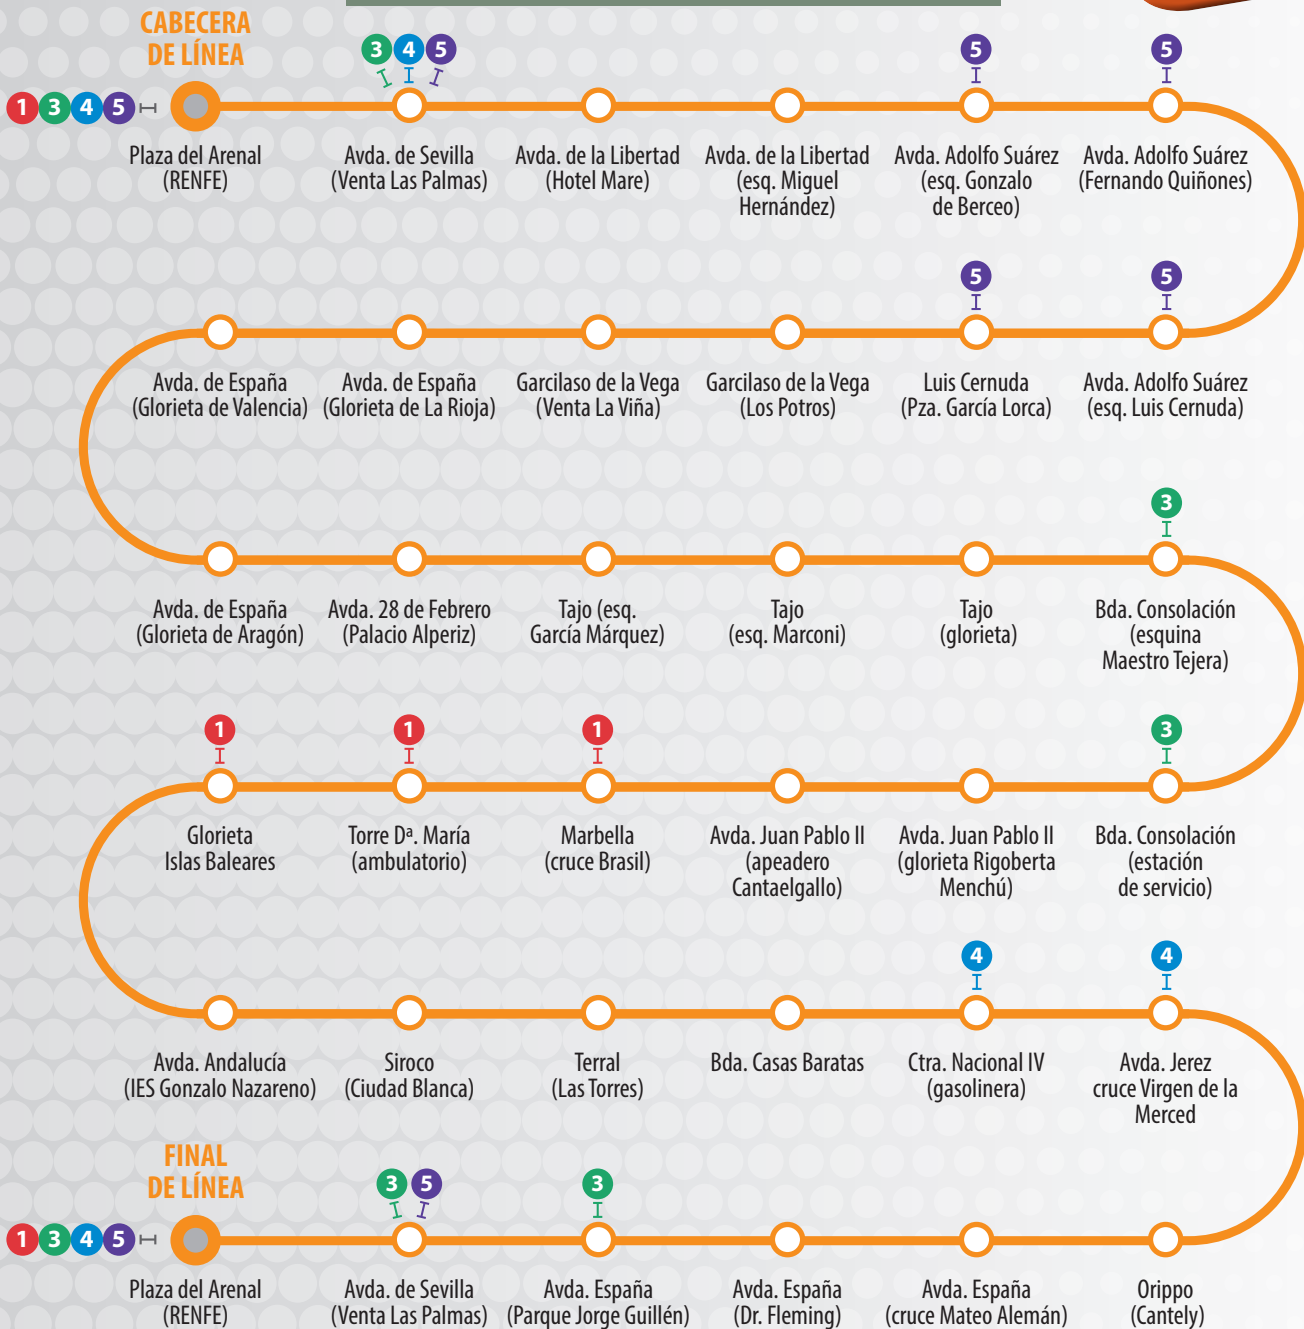 CABECERA
DE LÍNEA
3 4 5
5
5
1 3 4 5
Plaza del Arenal
(RENFE)
Avda. de Sevilla
(Venta Las Palmas)
Avda. de la Libertad
(Hotel Mare)
Avda. de la Libertad
(esq. Miguel
Hernández)
Avda. Adolfo Suárez
(esq. Gonzalo
de Berceo)
Avda. Adolfo Suárez
(Fernando Quiñones)
5
5
Avda. de España
(Glorieta de Valencia)
Avda. de España
(Glorieta de La Rioja)
Garcilaso de la Vega
(Venta La Viña)
Garcilaso de la Vega
(Los Potros)
Luis Cernuda
(Pza. García Lorca)
Avda. Adolfo Suárez
(esq. Luis Cernuda)
3
Avda. de España
(Glorieta de Aragón)
Avda. 28 de Febrero
(Palacio Alperiz)
Tajo (esq.
García Márquez)
Tajo
(esq. Marconi)
Tajo
(glorieta)
Bda. Consolación
(esquina
Maestro Tejera)
1
1
1
3
Glorieta
Islas Baleares
Torre Dª. María
(ambulatorio)
Marbella
(cruce Brasil)
Avda. Juan Pablo II
(apeadero
Cantaelgallo)
Avda. Juan Pablo II
(glorieta Rigoberta
Menchú)
Bda. Consolación
(estación
de servicio)
4
4
Avda. Andalucía
(IES Gonzalo Nazareno)
Siroco
(Ciudad Blanca)
Terral
(Las Torres)
Bda. Casas Baratas
Ctra. Nacional IV
(gasolinera)
Avda. Jerez
cruce Virgen de la
Merced
FINAL
DE LÍNEA
3 5
3
1 3 4 5
Plaza del Arenal
(RENFE)
Avda. de Sevilla
(Venta Las Palmas)
Avda. España
(Parque Jorge Guillén)
Avda. España
(Dr. Fleming)
Avda. España
(cruce Mateo Alemán)
Orippo
(Cantely)